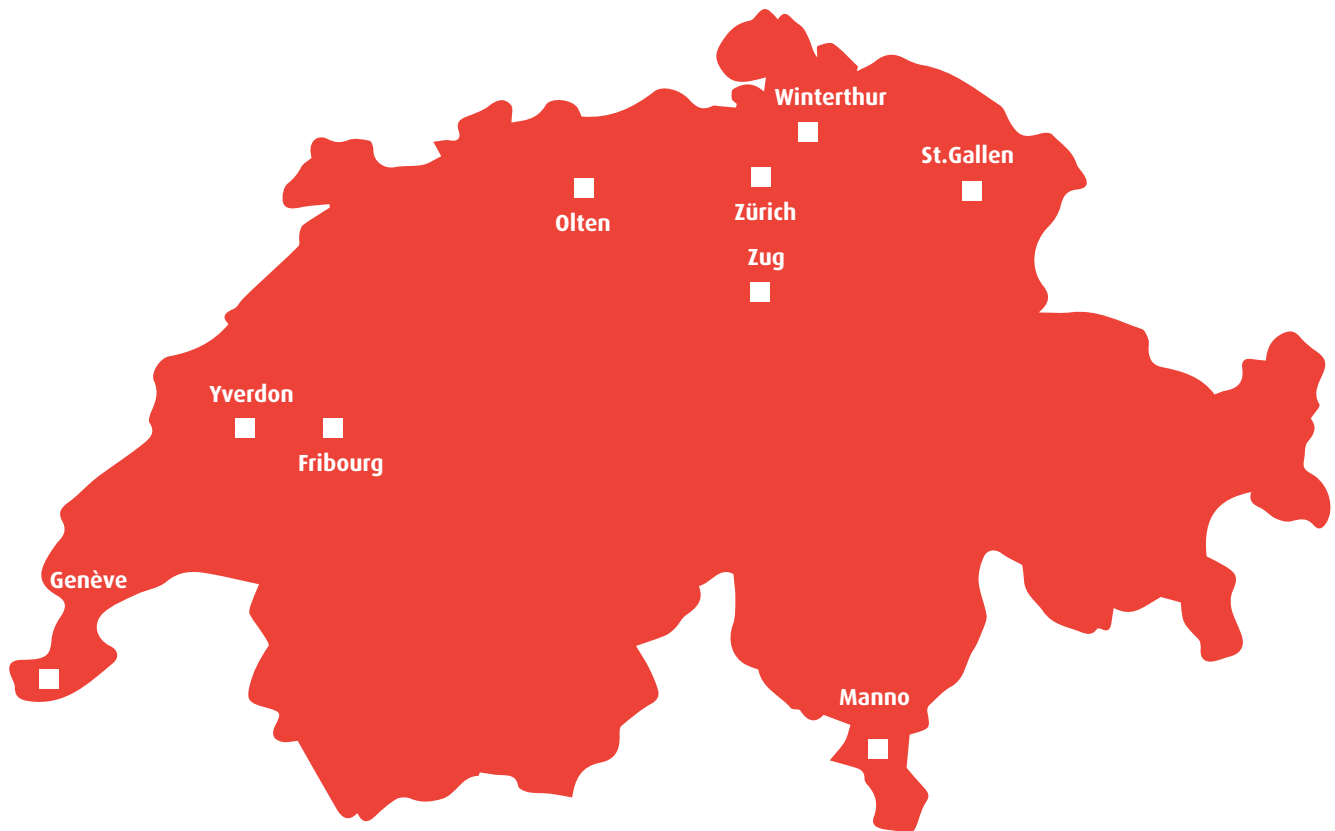 Winterthur
St.Gallen
Zürich
Olten
Zug
Yverdon
Fribourg
Genève
Manno